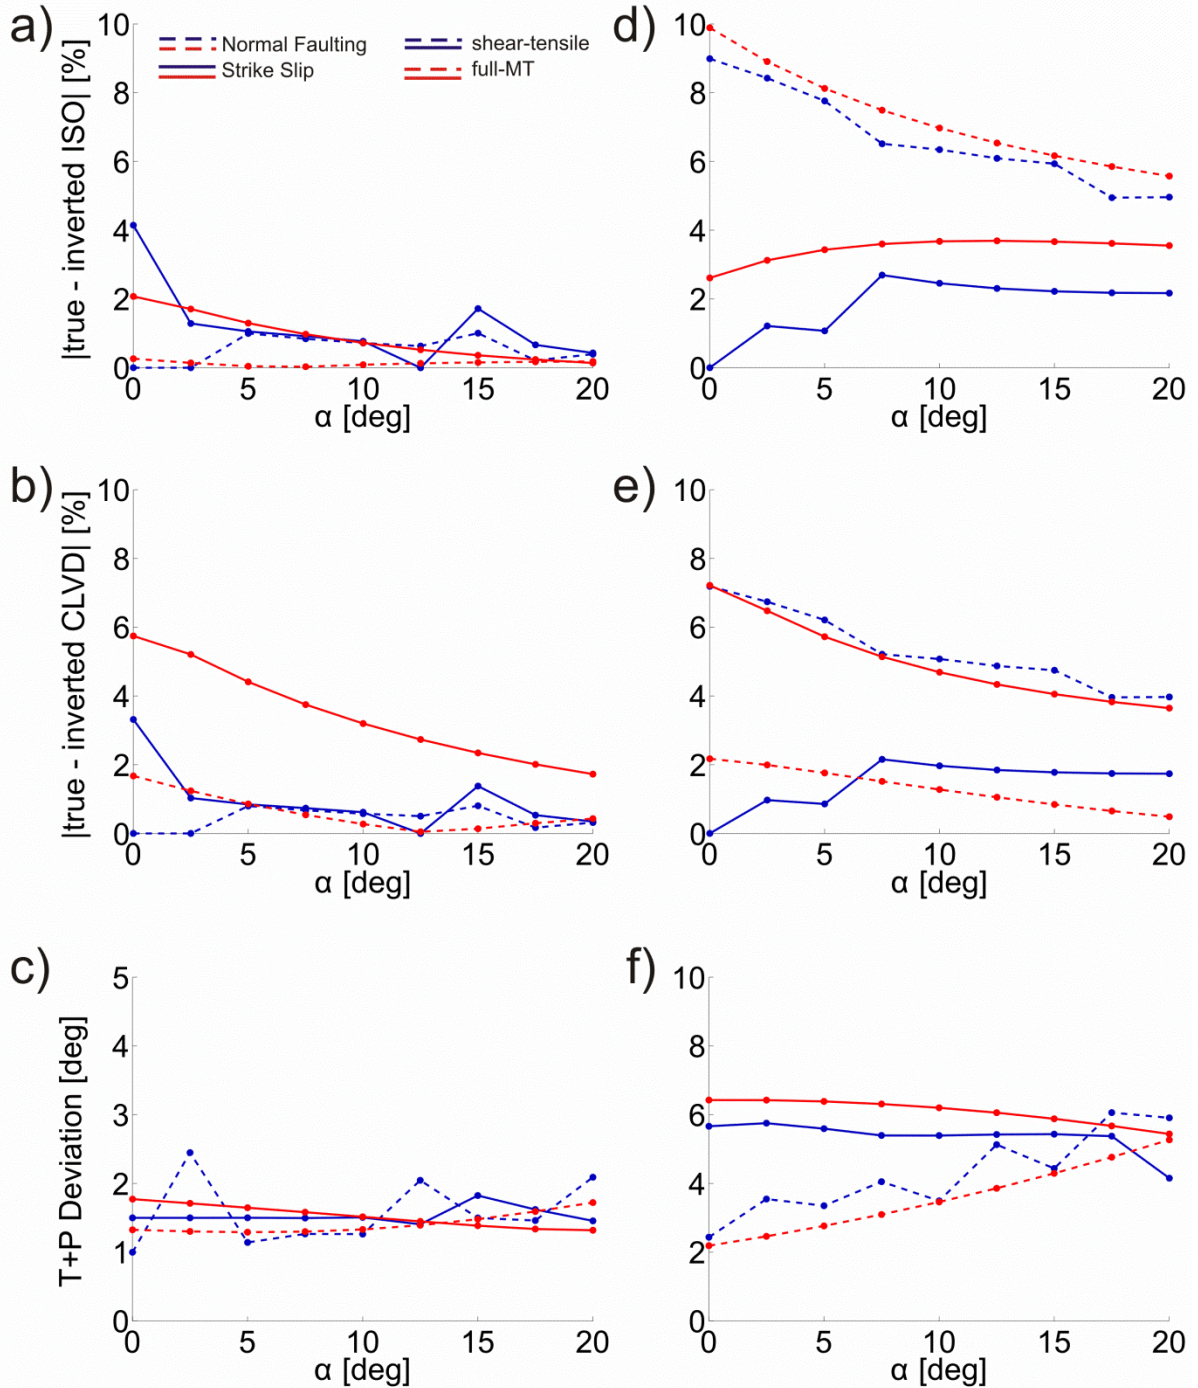 a)
|true - inverted ISO| [%]
10
8
6
4
2
0
Normal Faulting
Strike Slip
shear-tensile
full-MT
0 5 10 15 20
α [deg]
d)
10
8
6
4
2
0
0 5 10 15 20
α [deg]
b)
|true - inverted CLVD| [%]
10
8
6
4
2
0
0 5 10 15 20
α [deg]
e)
10
8
6
4
2
0
0 5 10 15 20
α [deg]
c)
T+P Deviation [deg]
5
4
3
2
1
0
0 5 10 15 20
α [deg]
f)
10
8
6
4
2
0
0 5 10 15 20
α [deg]